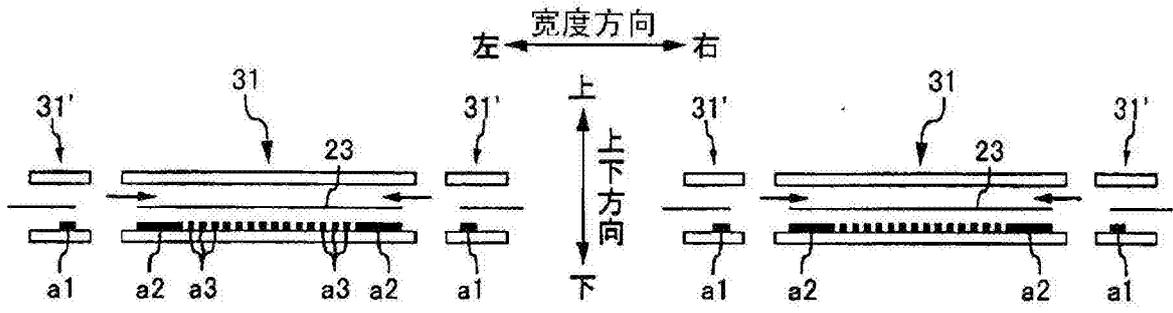 宽度方向
左 右
上
上下方向
下
31' 31 31'
23
a1 a2 a3 a3 a2 a1
31' 31 31'
23
a1 a2 a2 a1